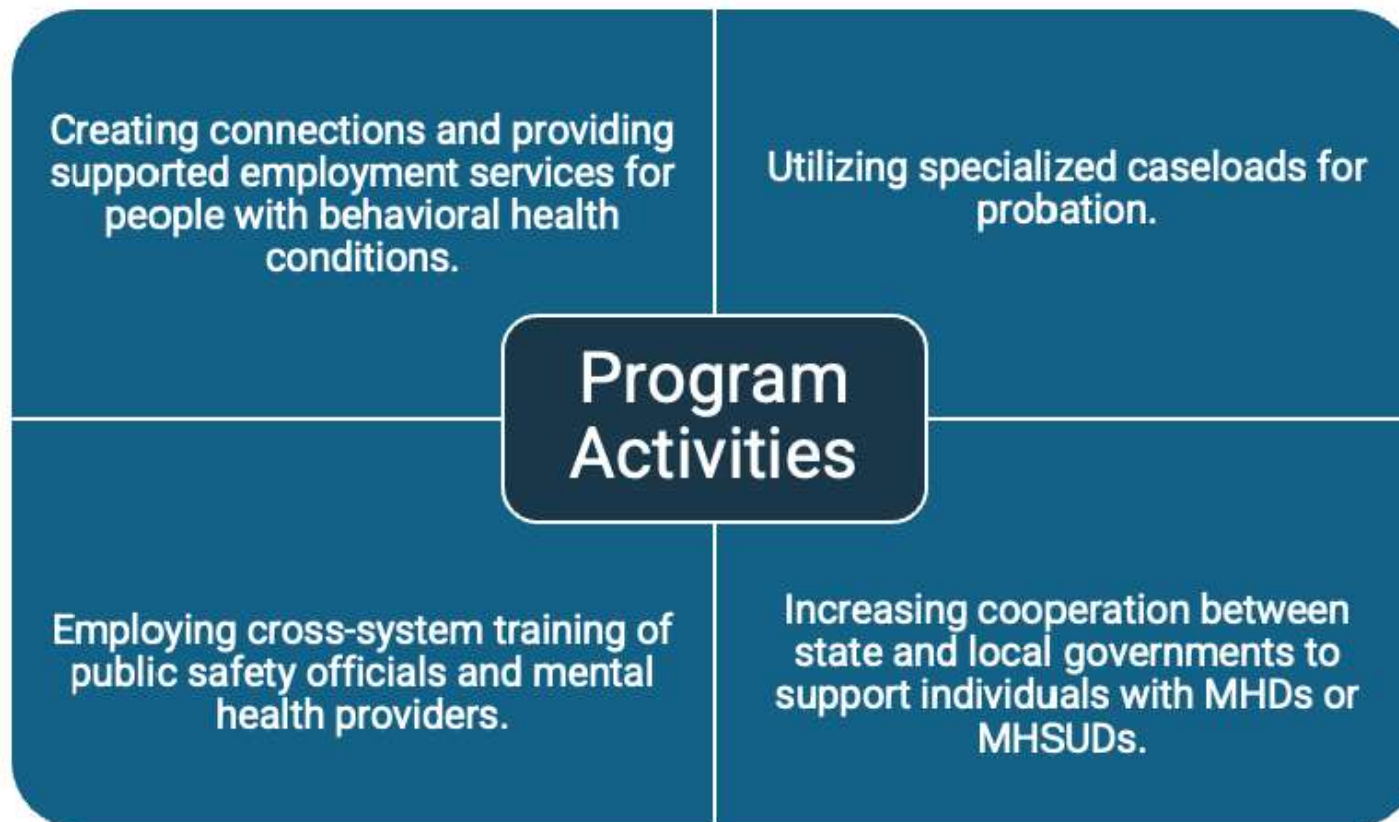 Creating connections and providing
supported employment services for
people with behavioral health
conditions.
Utilizing specialized caseloads for
probation.
Program
Activities
Employing cross-system training of
public safety officials and mental
health providers.
Increasing cooperation between
state and local governments to
support individuals with MHDs or
MHSUDs.